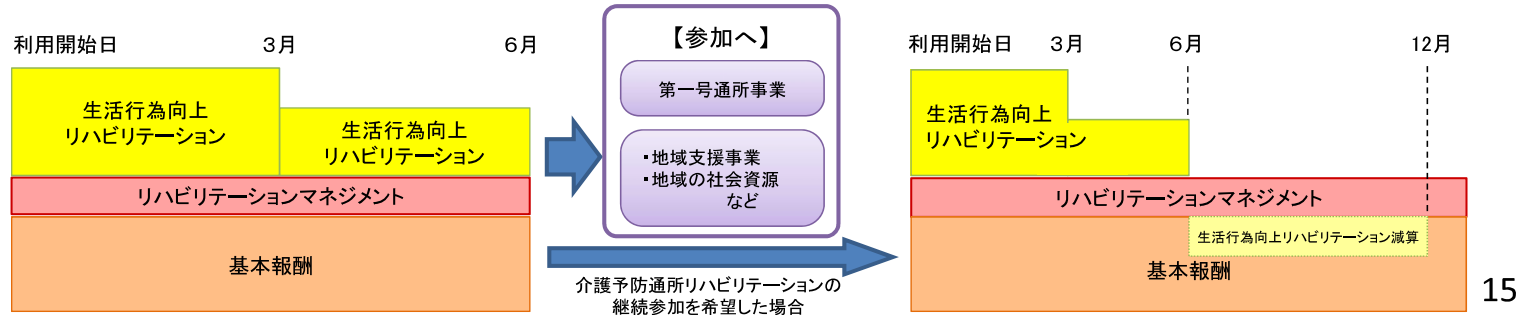 利用開始日
3月
6月
生活行為向上
リハビリテーション
生活行為向上
リハビリテーション
リハビリテーションマネジメント
基本報酬
【参加へ】
第一号通所事業
・地域支援事業
・地域の社会資源
など
介護予防通所リハビリテーションの
継続参加を希望した場合
利用開始日
3月
6月
12月
生活行為向上
リハビリテーション
リハビリテーションマネジメント
生活行為向上リハビリテーション減算
基本報酬
15